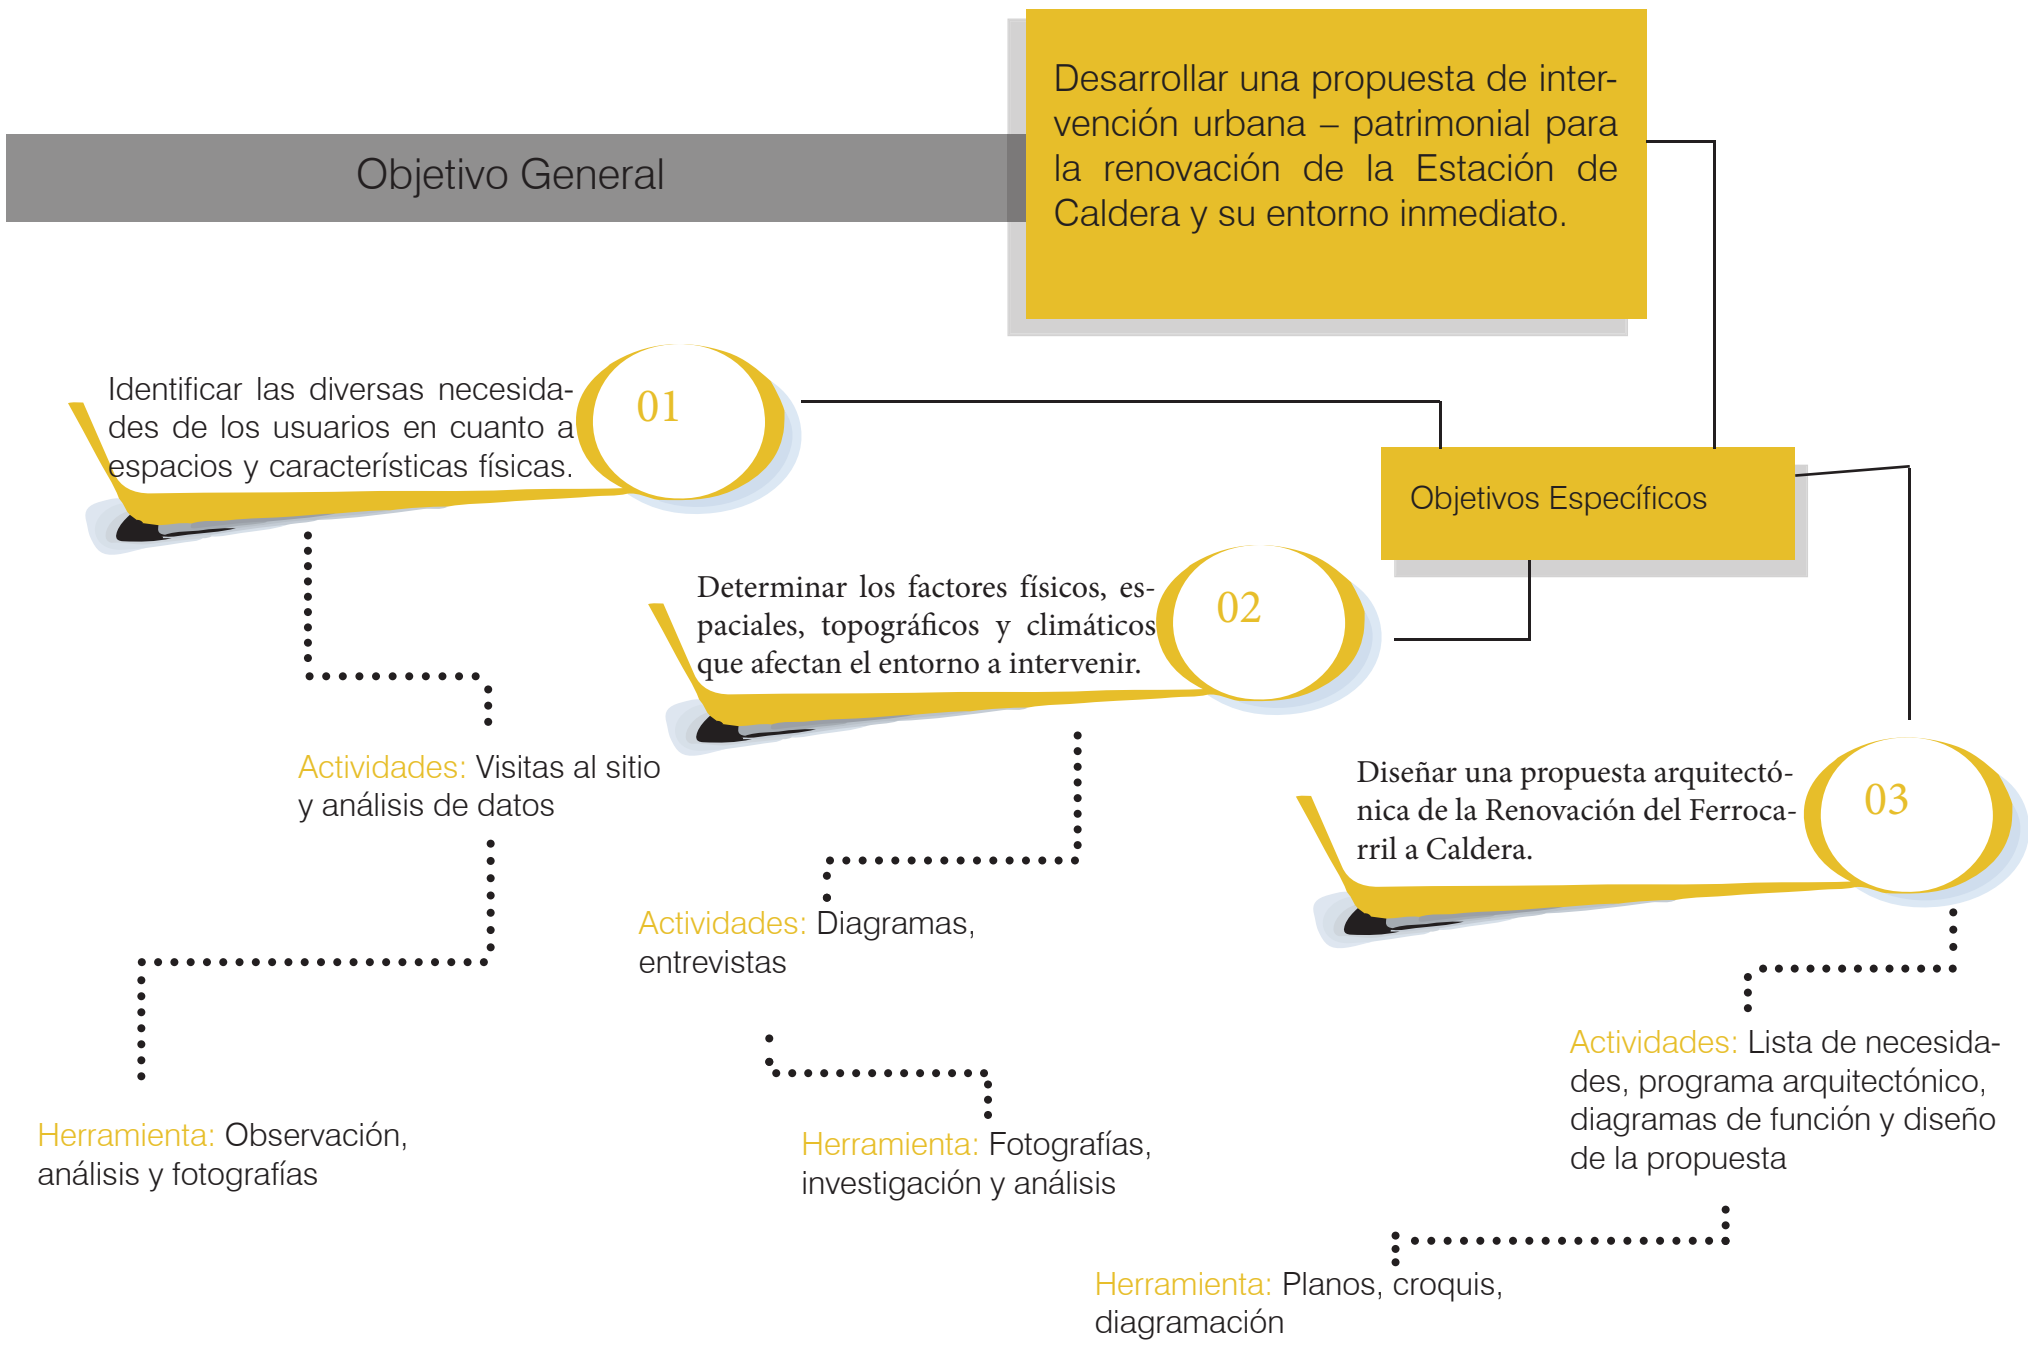 Objetivo General
Desarrollar una propuesta de inter-
vención urbana – patrimonial para
la renovación de la Estación de
Caldera y su entorno inmediato.
Objetivos Específicos
01
Identificar las diversas necesida-
des de los usuarios en cuanto a
espacios y características físicas.
Actividades: Visitas al sitio
y análisis de datos
Herramienta: Observación,
análisis y fotografías
02
Determinar los factores físicos, es-
paciales, topográficos y climáticos
que afectan el entorno a intervenir.
Actividades: Diagramas,
entrevistas
Herramienta: Fotografías,
investigación y análisis
03
Diseñar una propuesta arquitectó-
nica de la Renovación del Ferroca-
rril a Caldera.
Actividades: Lista de necesida-
des, programa arquitectónico,
diagramas de función y diseño
de la propuesta
Herramienta: Planos, croquis,
diagramación